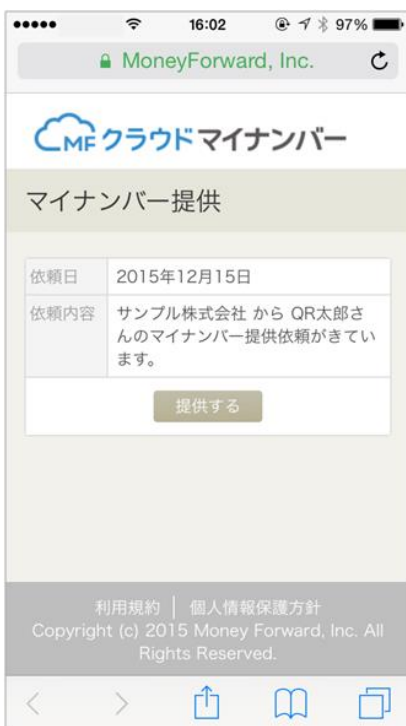 16:02 97%
MoneyForward, Inc.
MFクラウドマイナンバー
マイナンバー提供
依頼日 2015年12月15日
依頼内容 サンプル株式会社 から QR太郎さ
んのマイナンバー提供依頼がきてい
ます。
提供する
利用規約 | 個人情報保護方針
Copyright (c) 2015 Money Forward, Inc. All
Rights Reserved.